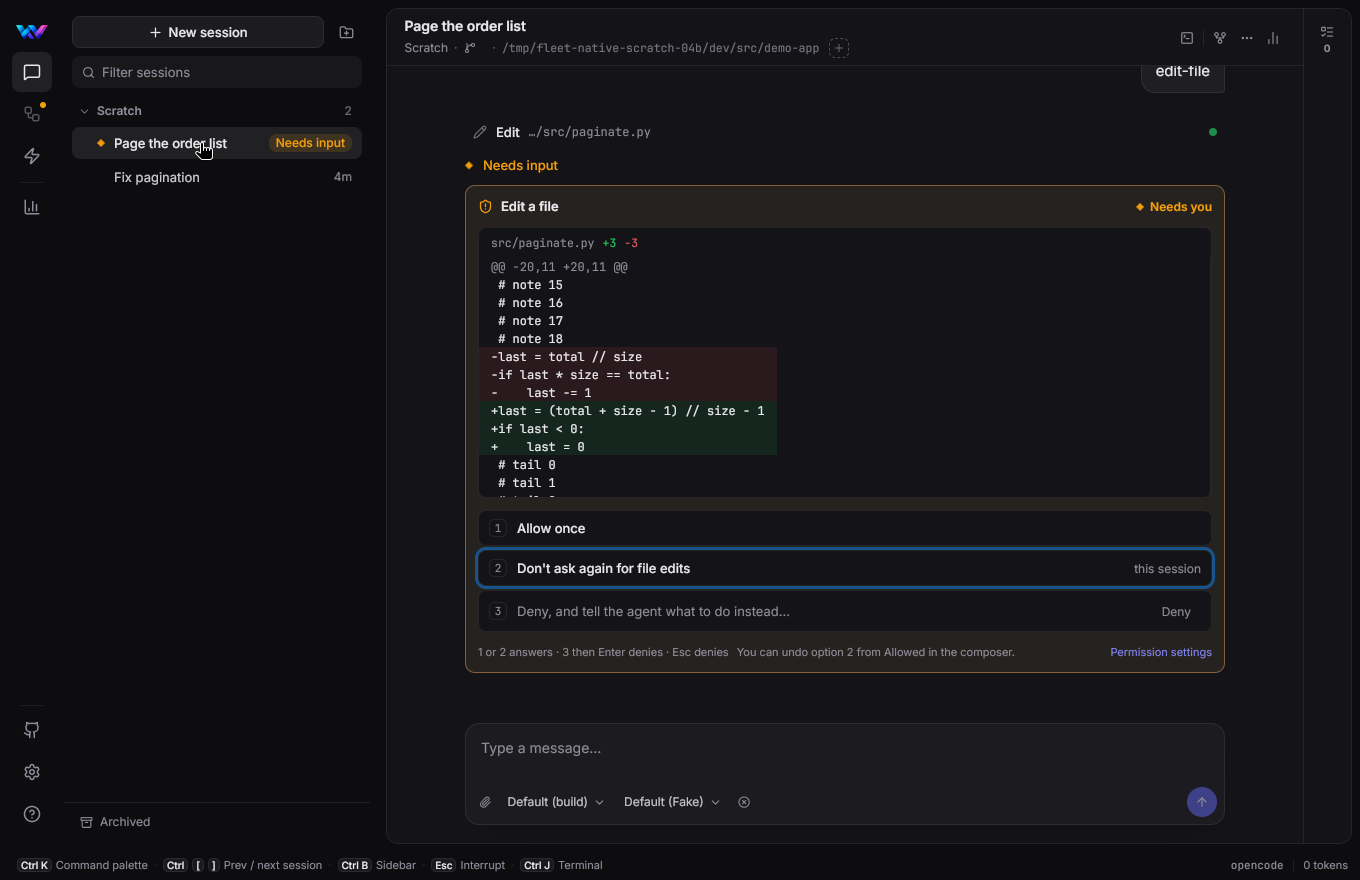 New session
Filter sessions
Scratch 2
Page the order list Needs input
Fix pagination 4m
Archived
Page the order list
Scratch · · /tmp/fleet-native-scratch-04b/dev/src/demo-app
0
edit-file
Edit …/src/paginate.py
Needs input
Edit a file Needs you
src/paginate.py +3 -3
@@ -20,11 +20,11 @@
# note 15
# note 16
# note 17
# note 18
-last = total // size
-if last * size == total:
-    last -= 1
+last = (total + size - 1) // size - 1
+if last < 0:
+    last = 0
# tail 0
# tail 1
1 Allow once
2 Don't ask again for file edits this session
3 Deny, and tell the agent what to do instead... Deny
1 or 2 answers · 3 then Enter denies · Esc denies You can undo option 2 from Allowed in the composer. Permission settings
Type a message...
Default (build) Default (Fake)
Ctrl K Command palette · Ctrl [ ] Prev / next session · Ctrl B Sidebar · Esc Interrupt · Ctrl J Terminal opencode 0 tokens